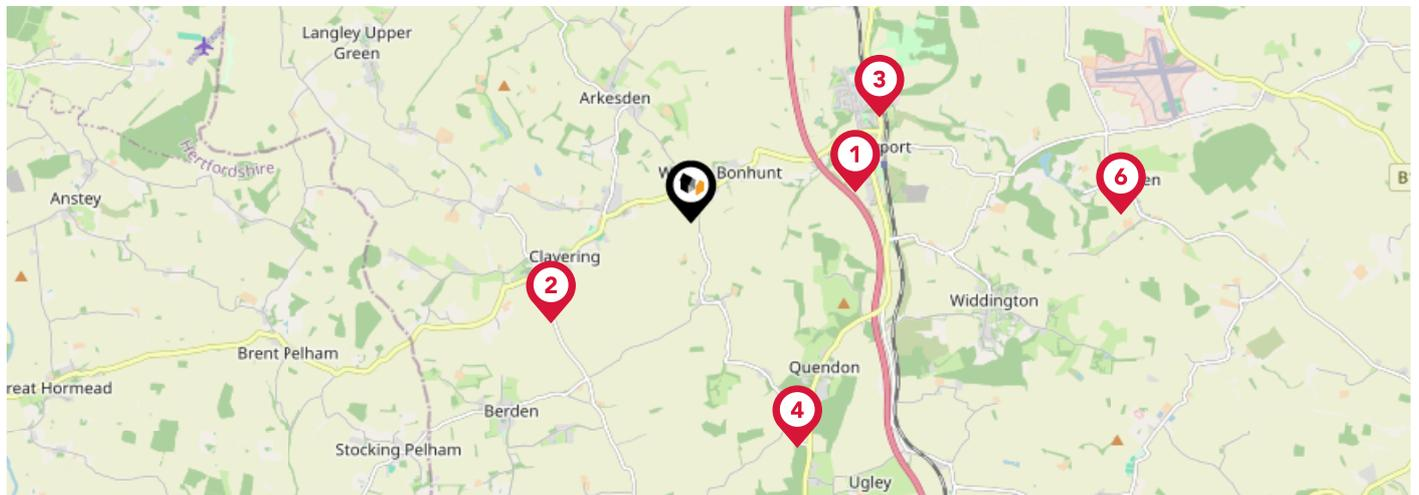 Langley Upper
Green
3
Arkesden
Hertfordshire
1
port
Bonhunt
6
en
Anstey
Clavering
2
Widdington
Brent Pelham
Quendon
reat Hormead
Berden
4
Stocking Pelham
Ugley